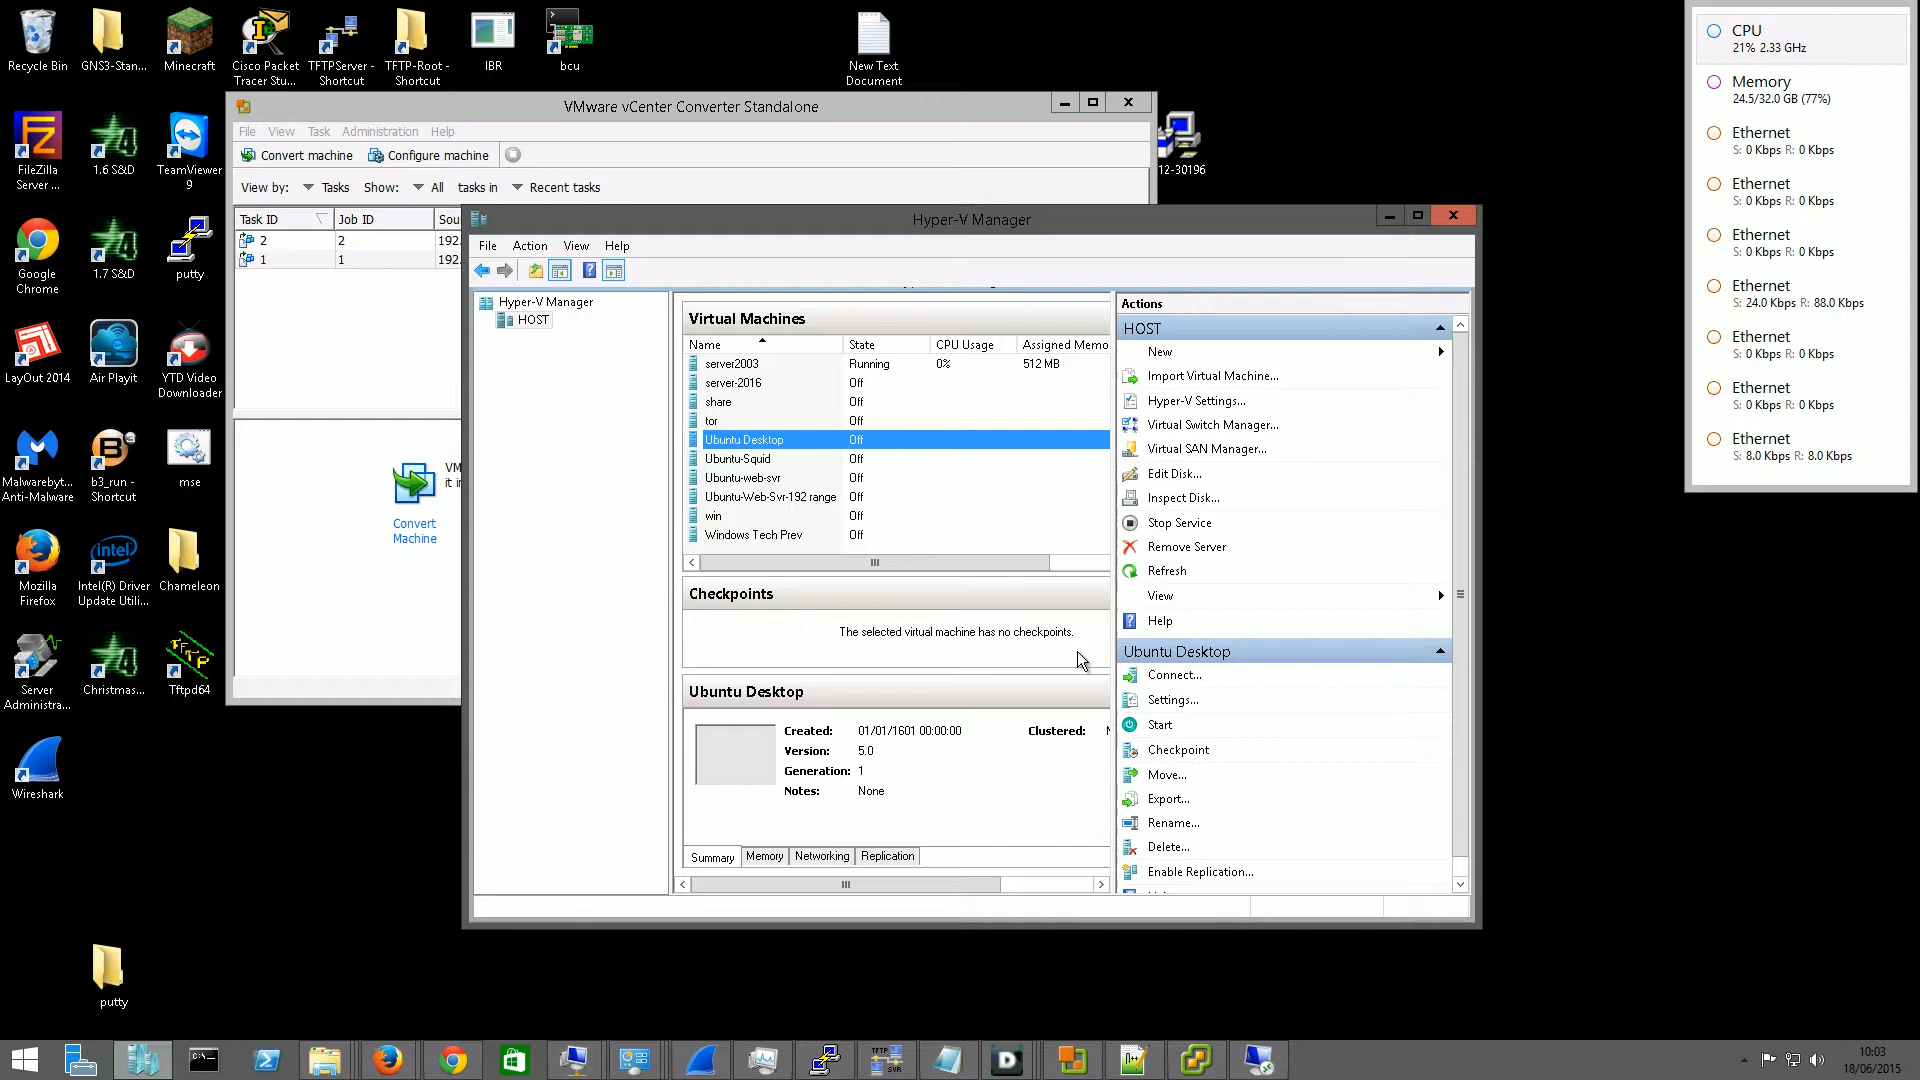 Recycle Bin
GNS3-Stan...
Minecraft
Cisco Packet
Tracer Stu...
TFTPServer -
Shortcut
TFTP-Root -
Shortcut
IBR
bcu
New Text
Document
FileZilla
Server ...
1.6 S&D
TeamViewer
9
12-30196
Google
Chrome
1.7 S&D
putty
LayOut 2014
Air Playit
YTD Video
Downloader
Malwarebyt...
Anti-Malware
b3_run -
Shortcut
mse
Mozilla
Firefox
Intel(R) Driver
Update Utili...
Chameleon
Server
Administra...
Christmas...
Tftpd64
Wireshark
putty
VMware vCenter Converter Standalone
File View Task Administration Help
Convert machine Configure machine
View by: Tasks Show: All tasks in Recent tasks
Task ID Job ID Sou
2 2 192.
1 1 192.
VM
it in
Convert
Machine
Hyper-V Manager
File Action View Help
Hyper-V Manager
HOST
Virtual Machines
Name State CPU Usage Assigned Memo
server2003 Running 0% 512 MB
server-2016 Off
share Off
tor Off
Ubuntu Desktop Off
Ubuntu-Squid Off
Ubuntu-web-svr Off
Ubuntu-Web-Svr-192 range Off
win Off
Windows Tech Prev Off
Checkpoints
The selected virtual machine has no checkpoints.
Ubuntu Desktop
Created: 01/01/1601 00:00:00 Clustered:
Version: 5.0
Generation: 1
Notes: None
Summary Memory Networking Replication
Actions
HOST
New
Import Virtual Machine...
Hyper-V Settings...
Virtual Switch Manager...
Virtual SAN Manager...
Edit Disk...
Inspect Disk...
Stop Service
Remove Server
Refresh
View
Help
Ubuntu Desktop
Connect...
Settings...
Start
Checkpoint
Move...
Export...
Rename...
Delete...
Enable Replication...
CPU
21% 2.33 GHz
Memory
24.5/32.0 GB (77%)
Ethernet
S: 0 Kbps R: 0 Kbps
Ethernet
S: 0 Kbps R: 0 Kbps
Ethernet
S: 0 Kbps R: 0 Kbps
Ethernet
S: 24.0 Kbps R: 88.0 Kbps
Ethernet
S: 0 Kbps R: 0 Kbps
Ethernet
S: 0 Kbps R: 0 Kbps
Ethernet
S: 8.0 Kbps R: 8.0 Kbps
10:03
18/06/2015